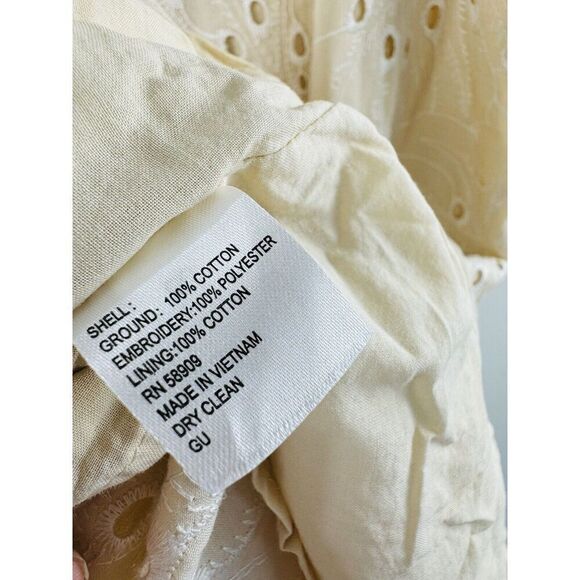 SHELL:
GROUND: 100% COTTON
EMBROIDERY:100% POLYESTER
LINING:100% COTTON
RN 58909
MADE IN VIETNAM
DRY CLEAN
GU